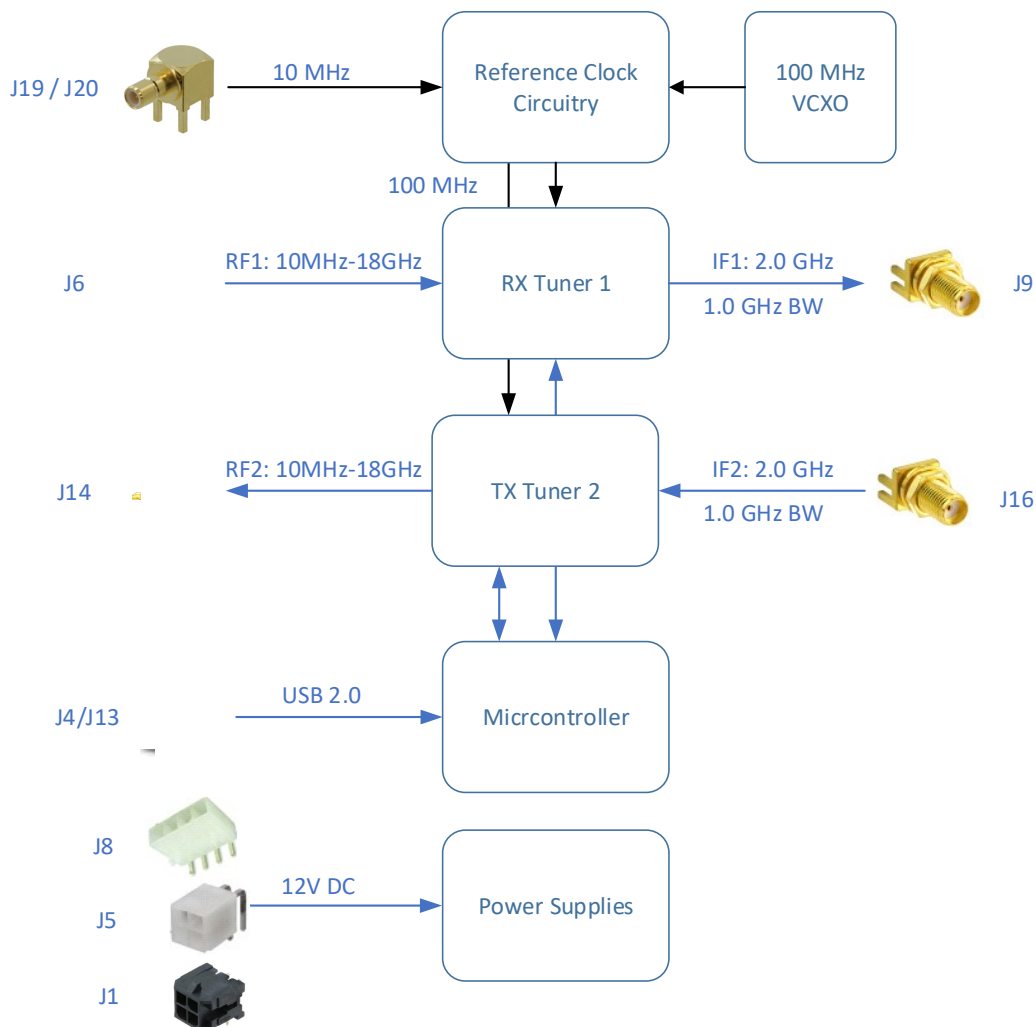 J19 / J20
10 MHz
Reference Clock
Circuitry
100 MHz
VCXO
100 MHz
J6
RF1: 10MHz-18GHz
RX Tuner 1
IF1: 2.0 GHz
1.0 GHz BW
J9
J14
RF2: 10MHz-18GHz
TX Tuner 2
IF2: 2.0 GHz
1.0 GHz BW
J16
J4/J13
USB 2.0
Micrcontroller
J8
J5
12V DC
Power Supplies
J1